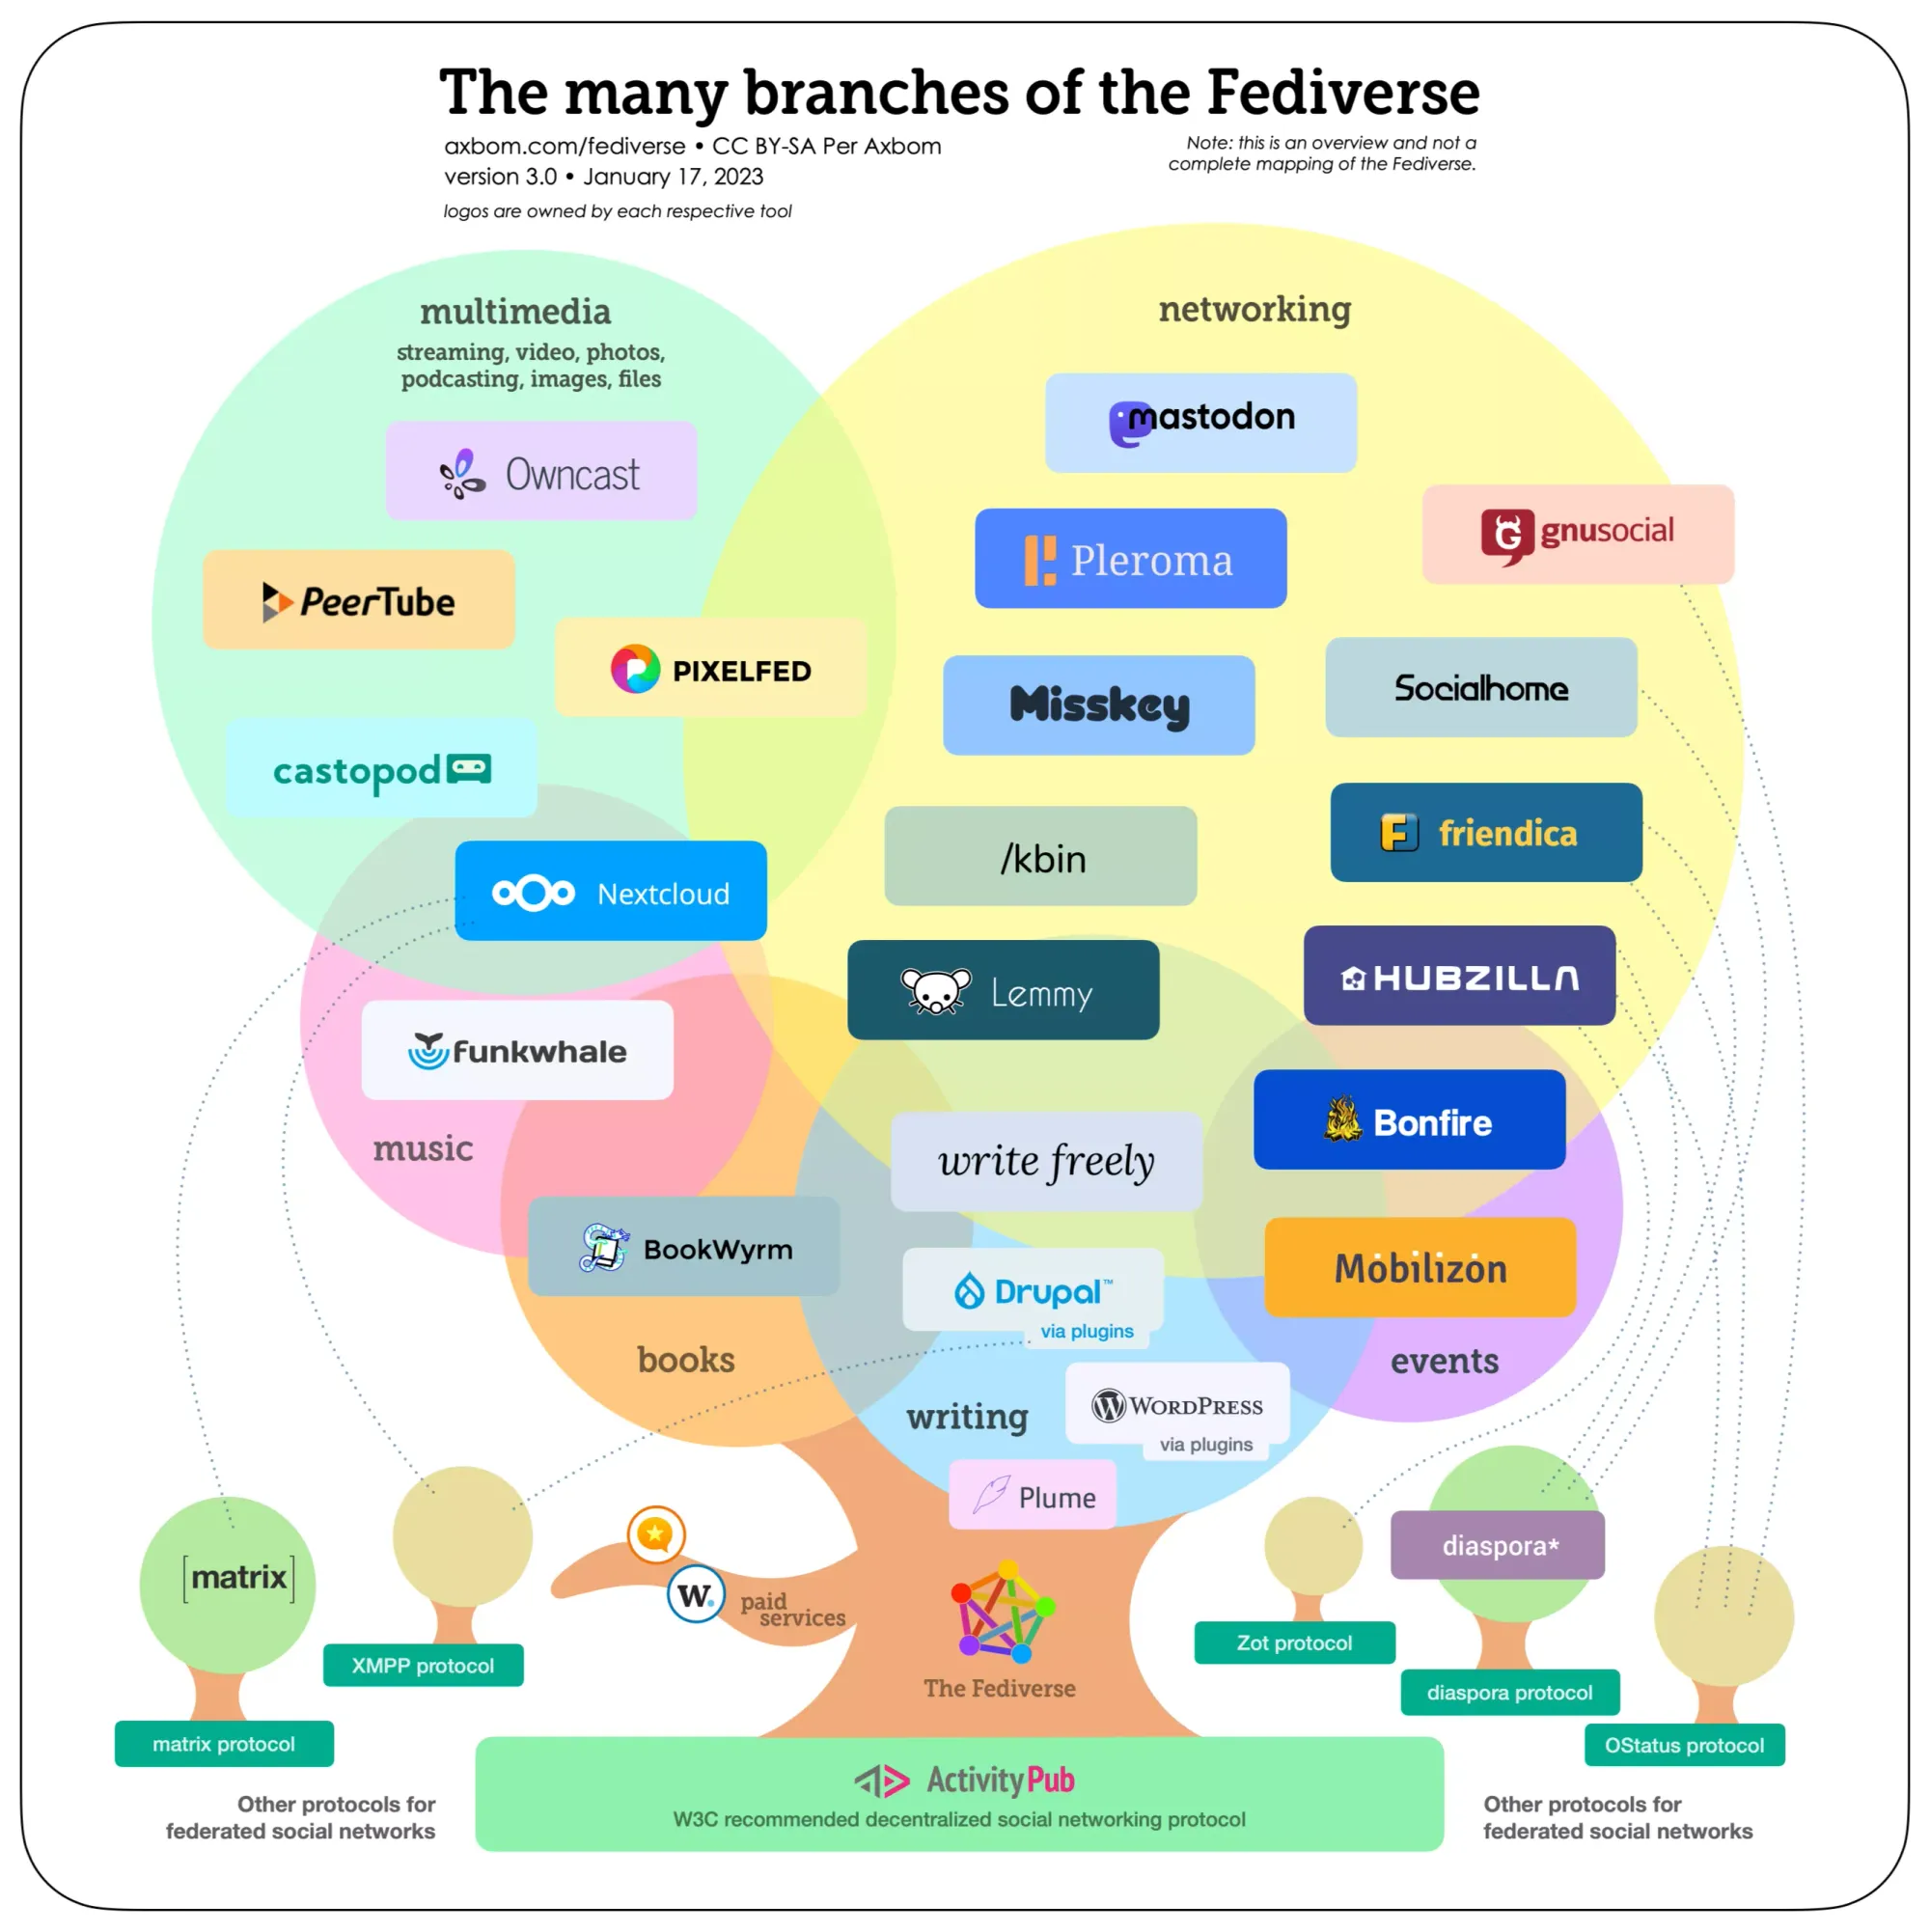 The many branches of the Fediverse
axbom.com/fediverse • CC BY-SA Per Axbom
version 3.0 • January 17, 2023
logos are owned by each respective tool
Note: this is an overview and not a
complete mapping of the Fediverse.
multimedia
streaming, video, photos,
podcasting, images, files
networking
Owncast
mastodon
PeerTube
Pleroma
gnusocial
PIXELFED
Misskey
Socialhome
castopod
Nextcloud
/kbin
friendica
Lemmy
HUBZILLA
funkwhale
music
write freely
Bonfire
BookWyrm
Drupal™
via plugins
Mobilizon
books
events
writing
WORDPRESS
via plugins
Plume
[matrix]
W.
paid
services
diaspora*
The Fediverse
XMPP protocol
Zot protocol
diaspora protocol
matrix protocol
OStatus protocol
ActivityPub
W3C recommended decentralized social networking protocol
Other protocols for
federated social networks
Other protocols for
federated social networks